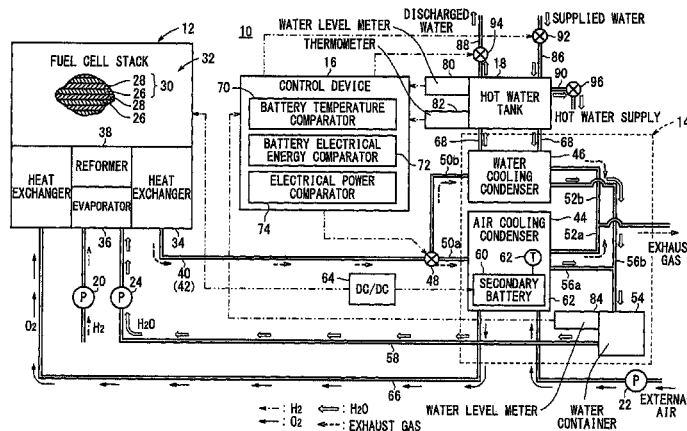 10
WATER LEVEL METER
THERMOMETER
DISCHARGED WATER
88
94
SUPPLIED WATER
92
86
12
32
FUEL CELL STACK
28
26
28
26
30
38
HEAT EXCHANGER
REFORMER
EVAPORATOR
HEAT EXCHANGER
36
34
16
CONTROL DEVICE
70
BATTERY TEMPERATURE COMPARATOR
BATTERY ELECTRICAL ENERGY COMPARATOR
72
ELECTRICAL POWER COMPARATOR
74
80
18
82
HOT WATER TANK
90
96
HOT WATER SUPPLY
68
68
14
46
50b
WATER COOLING CONDENSER
52b
44
AIR COOLING CONDENSER
52a
50a
48
60
62
T
SECONDARY BATTERY
62
56a
56b
EXHAUST GAS
40
(42)
64
DC/DC
20
P
24
P
O2
H2
H2O
58
66
84
54
WATER LEVEL METER
WATER CONTAINER
P
22
EXTERNAL AIR
: H2
: H2O
: O2
: EXHAUST GAS